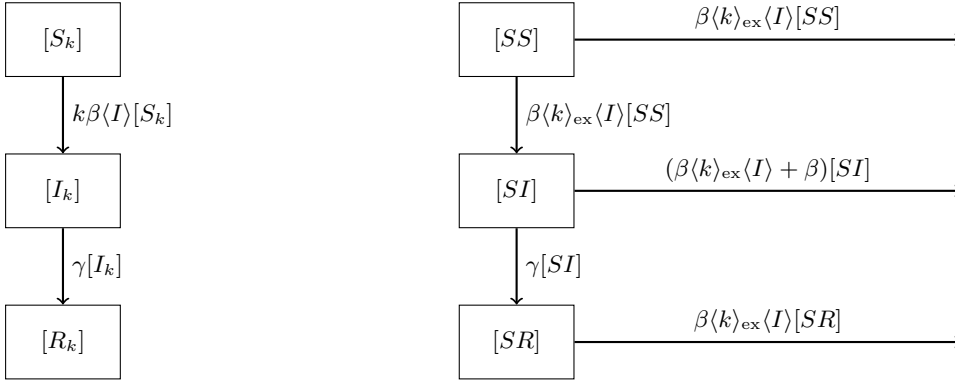 [S_k]
[SS]
β⟨k⟩_ex⟨I⟩[SS]
kβ⟨I⟩[S_k]
β⟨k⟩_ex⟨I⟩[SS]
[I_k]
[SI]
(β⟨k⟩_ex⟨I⟩ + β)[SI]
γ[I_k]
γ[SI]
[R_k]
[SR]
β⟨k⟩_ex⟨I⟩[SR]